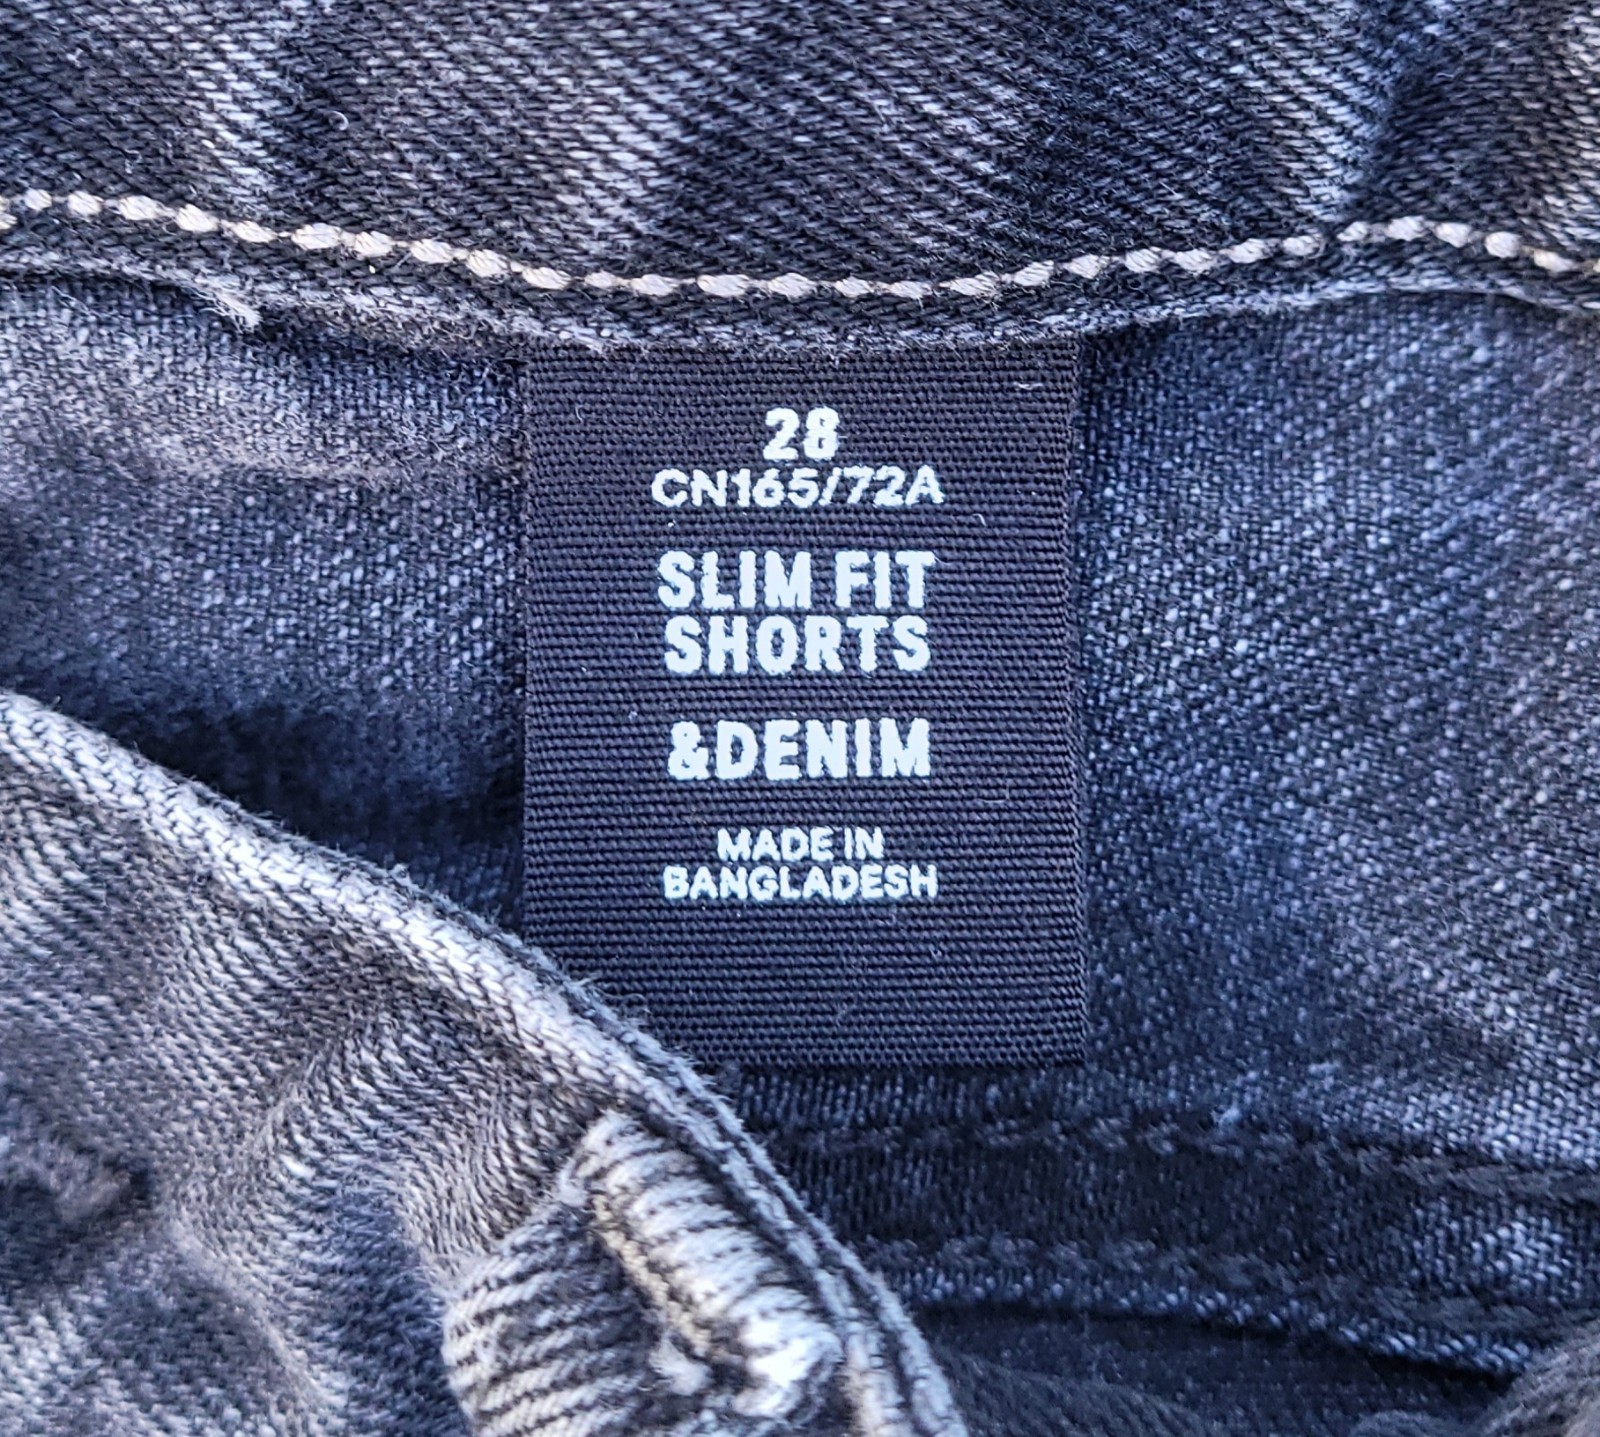 28
CN165/72A
SLIM FIT
SHORTS
&DENIM
MADE IN
BANGLADESH